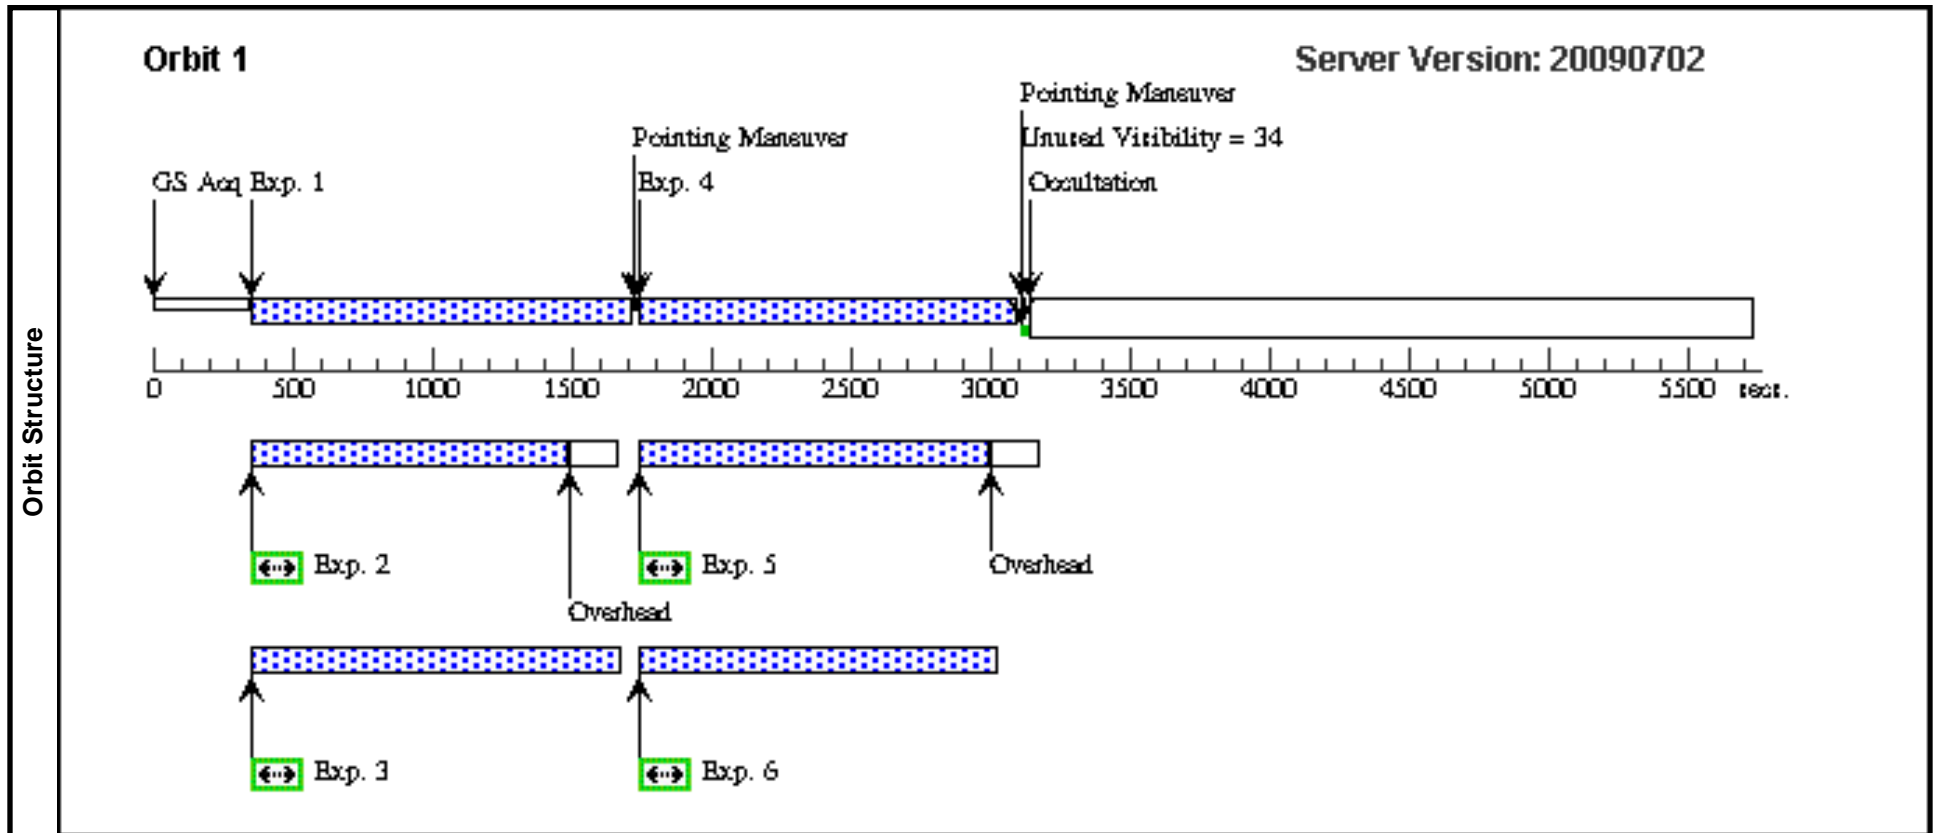 Orbit Structure
Orbit 1
Server Version: 20090702
Pointing Maneuver
Pointing Maneuver
Unused Visibility = 34
GS Acq
Exp. 1
Exp. 4
Occultation
0 500 1000 1500 2000 2500 3000 3500 4000 4500 5000 5500 secs.
Exp. 2
Exp. 5
Overhead
Overhead
Exp. 3
Exp. 6